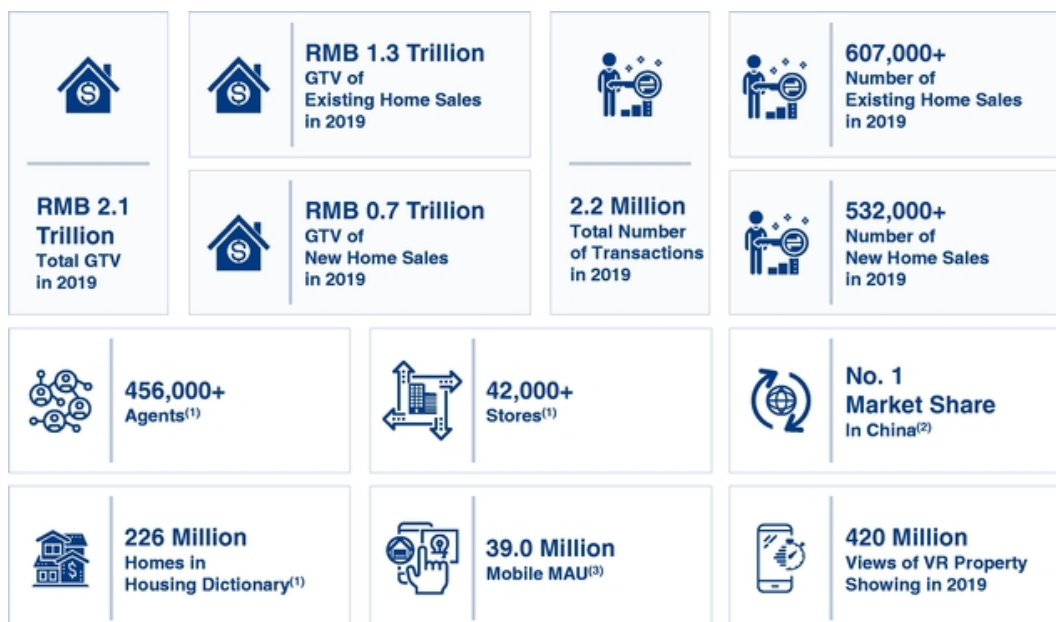 RMB 2.1
Trillion
Total GTV
in 2019
RMB 1.3 Trillion
GTV of
Existing Home Sales
in 2019
RMB 0.7 Trillion
GTV of
New Home Sales
in 2019
2.2 Million
Total Number
of Transactions
in 2019
607,000+
Number of
Existing Home Sales
in 2019
532,000+
Number of
New Home Sales
in 2019
456,000+
Agents(1)
42,000+
Stores(1)
No. 1
Market Share
In China(2)
226 Million
Homes in
Housing Dictionary(1)
39.0 Million
Mobile MAU(3)
420 Million
Views of VR Property
Showing in 2019